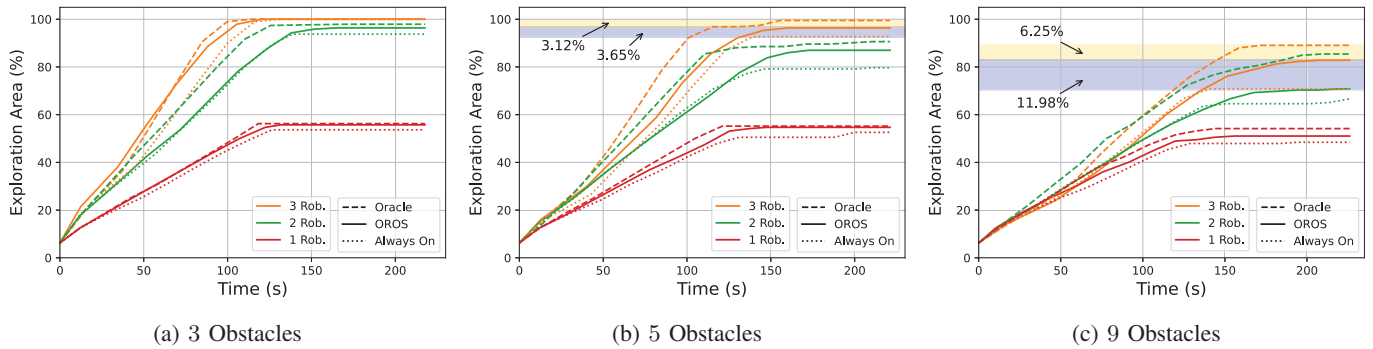 Exploration Area (%)
100
80
60
40
20
0
3 Rob.
2 Rob.
1 Rob.
Oracle
OROS
Always On
0
50
100
150
200
Time (s)
(a) 3 Obstacles
Exploration Area (%)
100
80
60
40
20
0
3.12%
3.65%
3 Rob.
2 Rob.
1 Rob.
Oracle
OROS
Always On
0
50
100
150
200
Time (s)
(b) 5 Obstacles
Exploration Area (%)
100
80
60
40
20
0
6.25%
11.98%
3 Rob.
2 Rob.
1 Rob.
Oracle
OROS
Always On
0
50
100
150
200
Time (s)
(c) 9 Obstacles